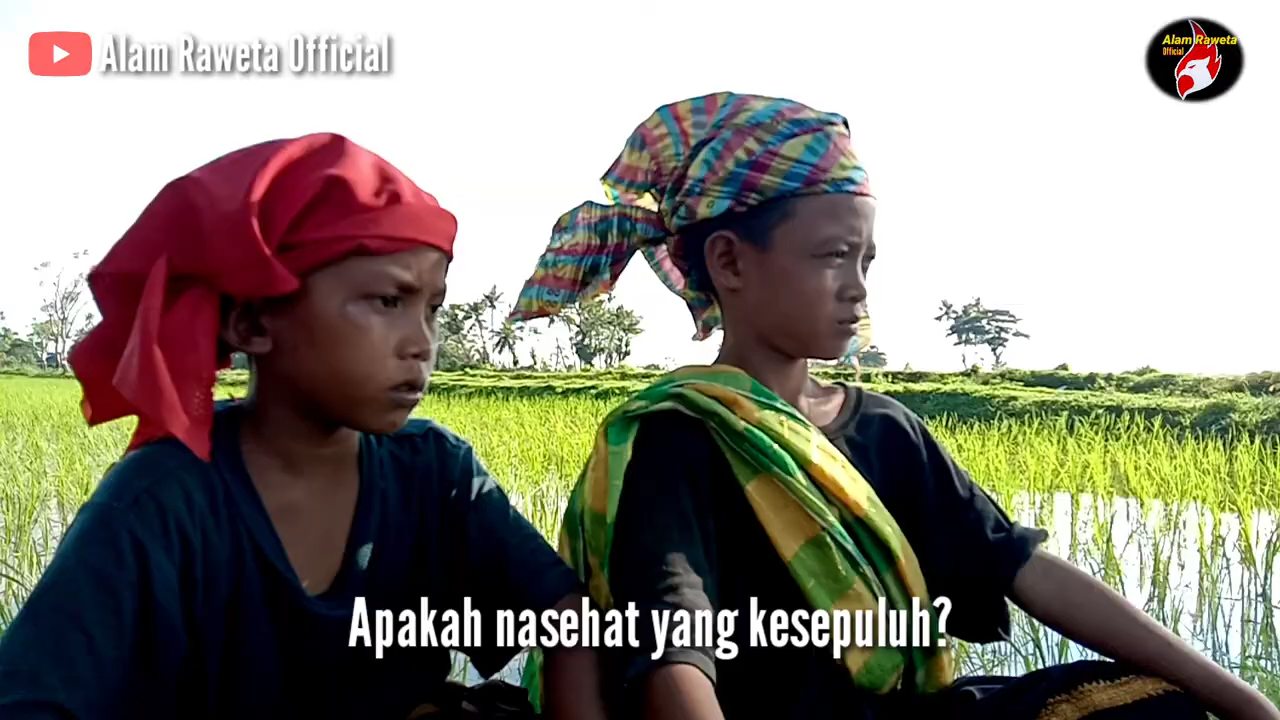 Alam Raweta Official
Alam Raweta
Official
Apakah nasehat yang kesepuluh?